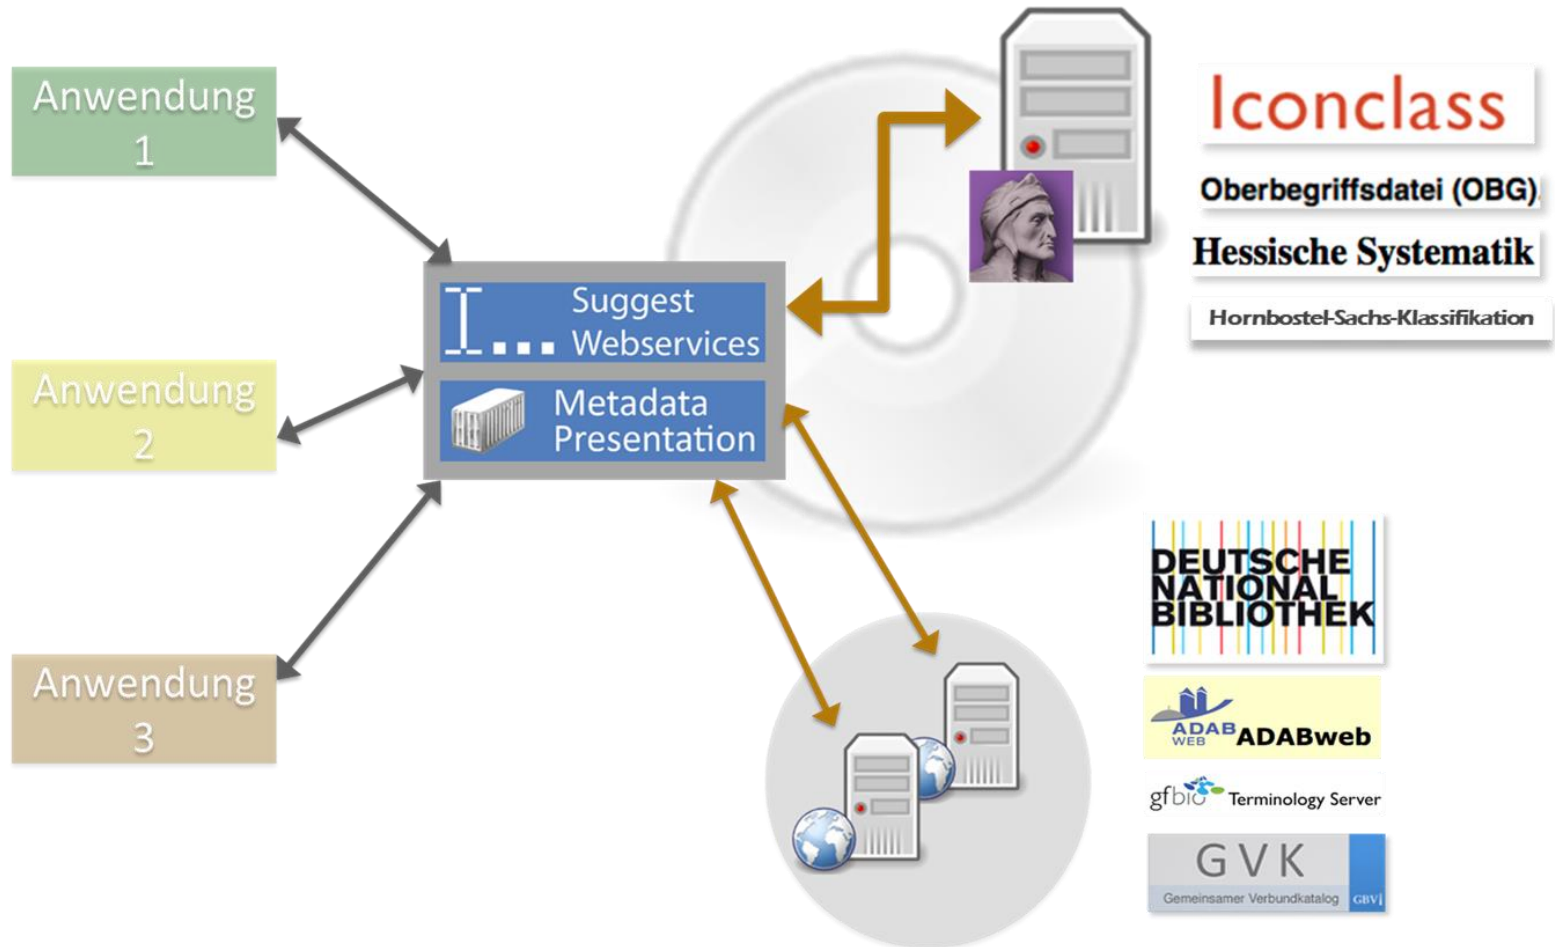 Anwendung
1
Anwendung
2
Anwendung
3
Suggest
Webservices
Metadata
Presentation
Iconclass
Oberbegriffsdatei (OBG)
Hessische Systematik
Hornbostel-Sachs-Klassifikation
DEUTSCHE
NATIONAL
BIBLIOTHEK
ADAB
WEB
ADABweb
gfbio Terminology Server
GVK
Gemeinsamer Verbundkatalog
GBV